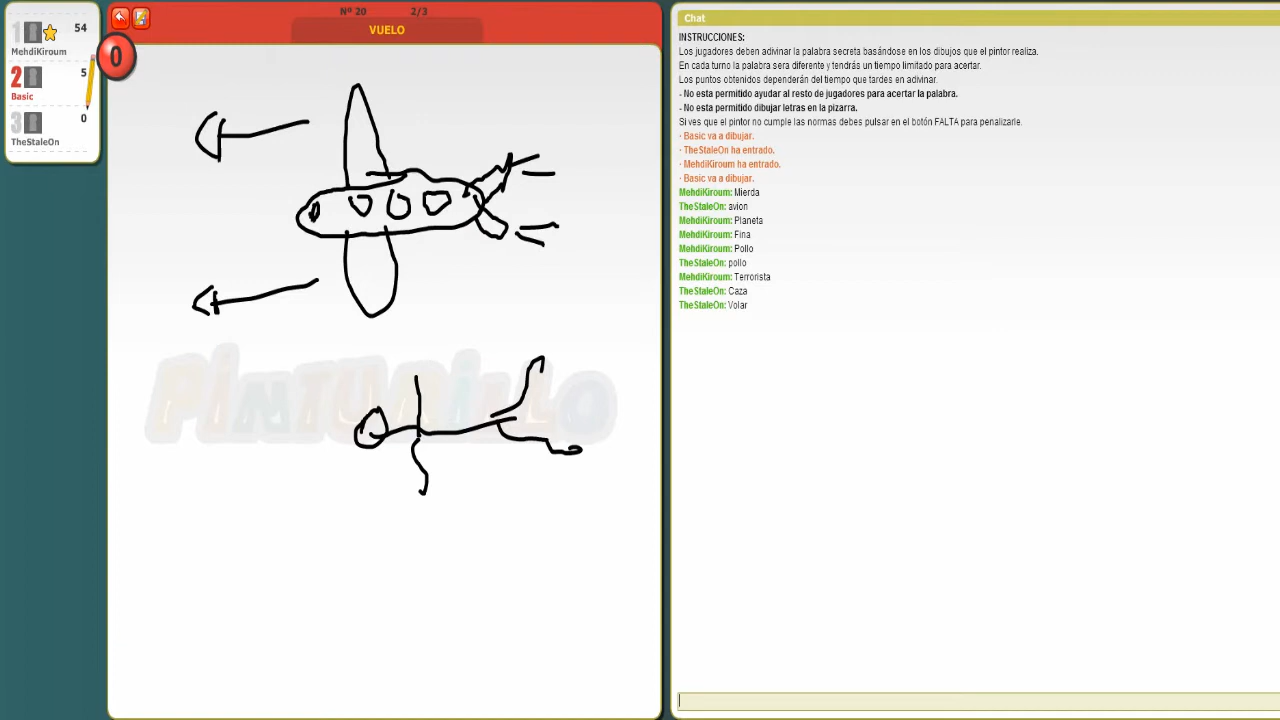 1
54
MehdiKiroum
2
5
Basic
3
0
TheStaleOn
0
Nº 20 2/3
VUELO
PINTURILLO
Chat
INSTRUCCIONES:
Los jugadores deben adivinar la palabra secreta basándose en los dibujos que el pintor realiza.
En cada turno la palabra sera diferente y tendrás un tiempo limitado para acertar.
Los puntos obtenidos dependerán del tiempo que tardes en adivinar.
- No esta permitido ayudar al resto de jugadores para acertar la palabra.
- No esta permitido dibujar letras en la pizarra.
Si ves que el pintor no cumple las normas debes pulsar en el botón FALTA para penalizarle.
· Basic va a dibujar.
· TheStaleOn ha entrado.
· MehdiKiroum ha entrado.
· Basic va a dibujar.
MehdiKiroum: Mierda
TheStaleOn: avion
MehdiKiroum: Planeta
MehdiKiroum: Fina
MehdiKiroum: Pollo
TheStaleOn: pollo
MehdiKiroum: Terrorista
TheStaleOn: Caza
TheStaleOn: Volar